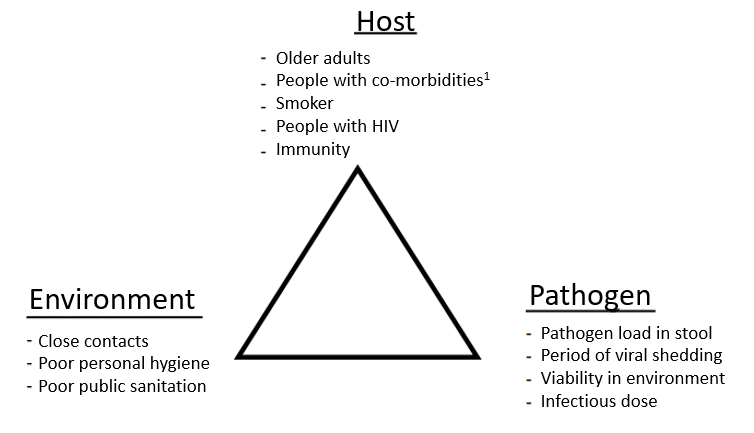 Host
- Older adults
- People with co-morbidities¹
- Smoker
- People with HIV
- Immunity
Environment
- Close contacts
- Poor personal hygiene
- Poor public sanitation
Pathogen
- Pathogen load in stool
- Period of viral shedding
- Viability in environment
- Infectious dose